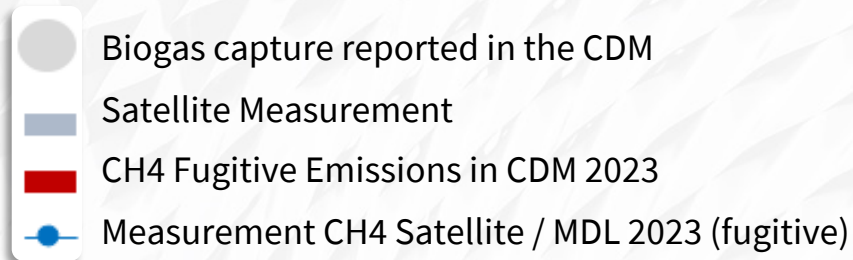 Biogas capture reported in the CDM
Satellite Measurement
CH4 Fugitive Emissions in CDM 2023
Measurement CH4 Satellite / MDL 2023 (fugitive)